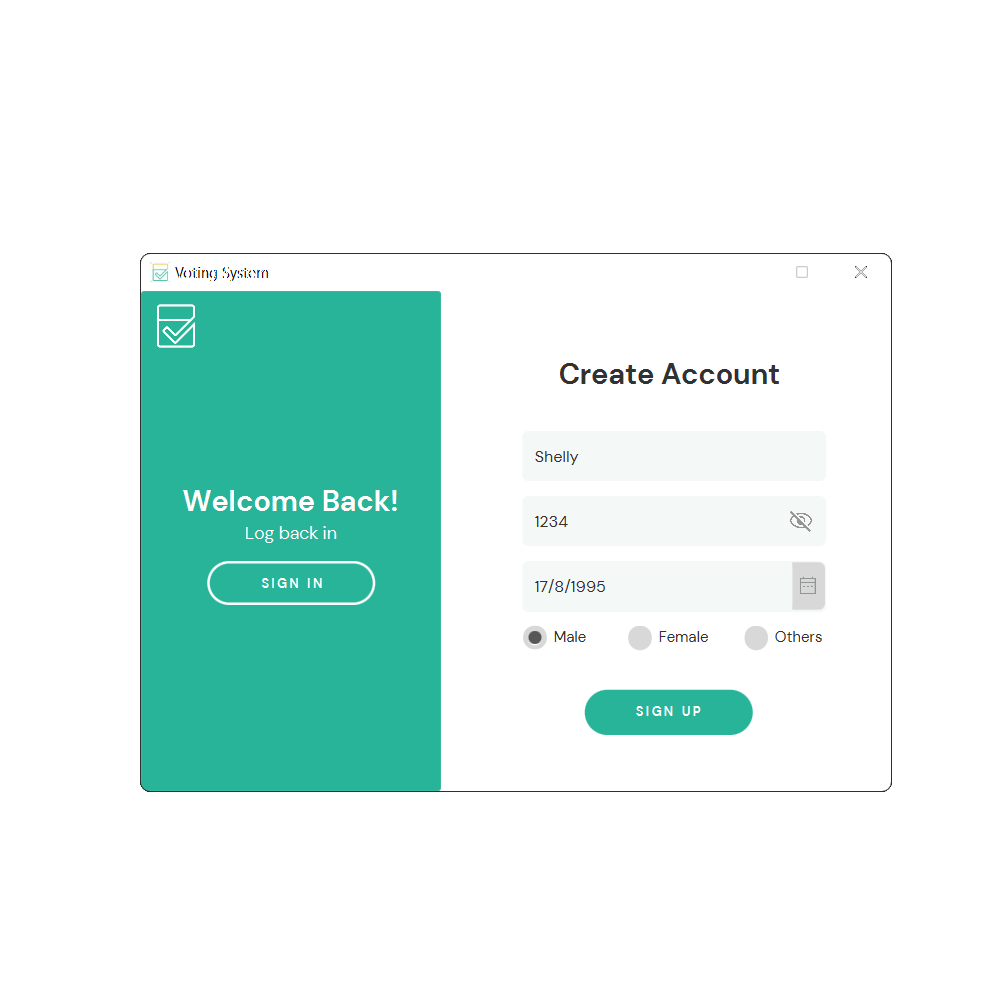 Voting System
Welcome Back!
Log back in
SIGN IN
Create Account
Shelly
1234
17/8/1995
Male Female Others
SIGN UP